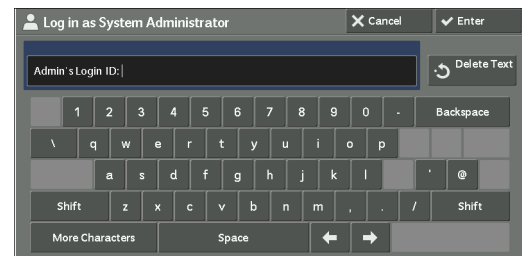 Log in as System Administrator Cancel Enter
Admin's Login ID: Delete Text
1 2 3 4 5 6 7 8 9 0 - Backspace
\ q w e r t y u i o p
a s d f g h j k l ' @
Shift z x c v b n m , . / Shift
More Characters Space